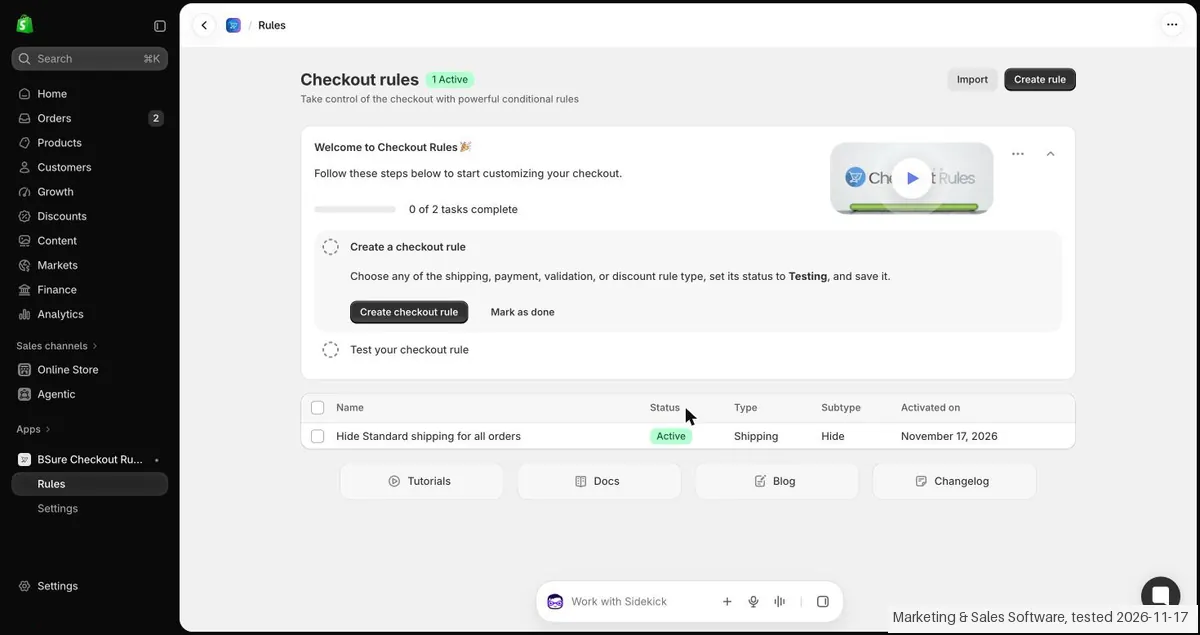 Search ⌘K
Home
Orders 2
Products
Customers
Growth
Discounts
Content
Markets
Finance
Analytics
Sales channels
Online Store
Agentic
Apps
BSure Checkout Ru...
Rules
Settings
Settings
/ Rules
Checkout rules 1 Active
Take control of the checkout with powerful conditional rules
Import Create rule
Welcome to Checkout Rules🎉
Follow these steps below to start customizing your checkout.
0 of 2 tasks complete
Rules
Create a checkout rule
Choose any of the shipping, payment, validation, or discount rule type, set its status to Testing, and save it.
Create checkout rule Mark as done
Test your checkout rule
Name Status Type Subtype Activated on
Hide Standard shipping for all orders Active Shipping Hide November 17, 2026
Tutorials Docs Blog Changelog
Work with Sidekick
Marketing & Sales Software, tested 2026-11-17